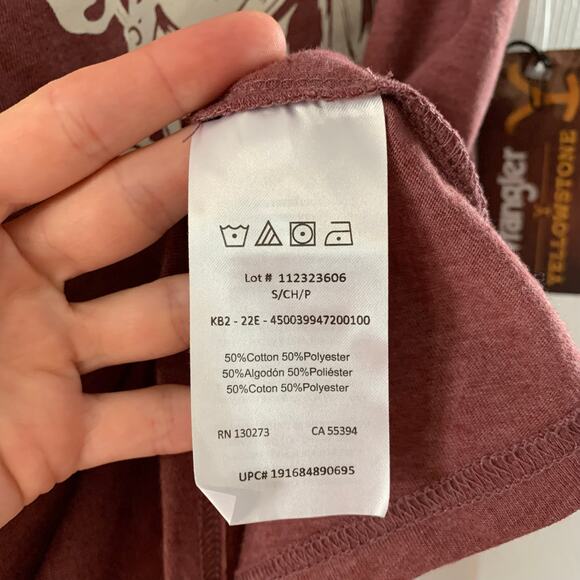 Lot # 112323606
S/CH/P
KB2 - 22E - 450039947200100
50%Cotton 50%Polyester
50%Algodón 50%Poliéster
50%Coton 50%Polyester
RN 130273 CA 55394
UPC# 191684890695
Wrangler
X
YELLOWSTONE